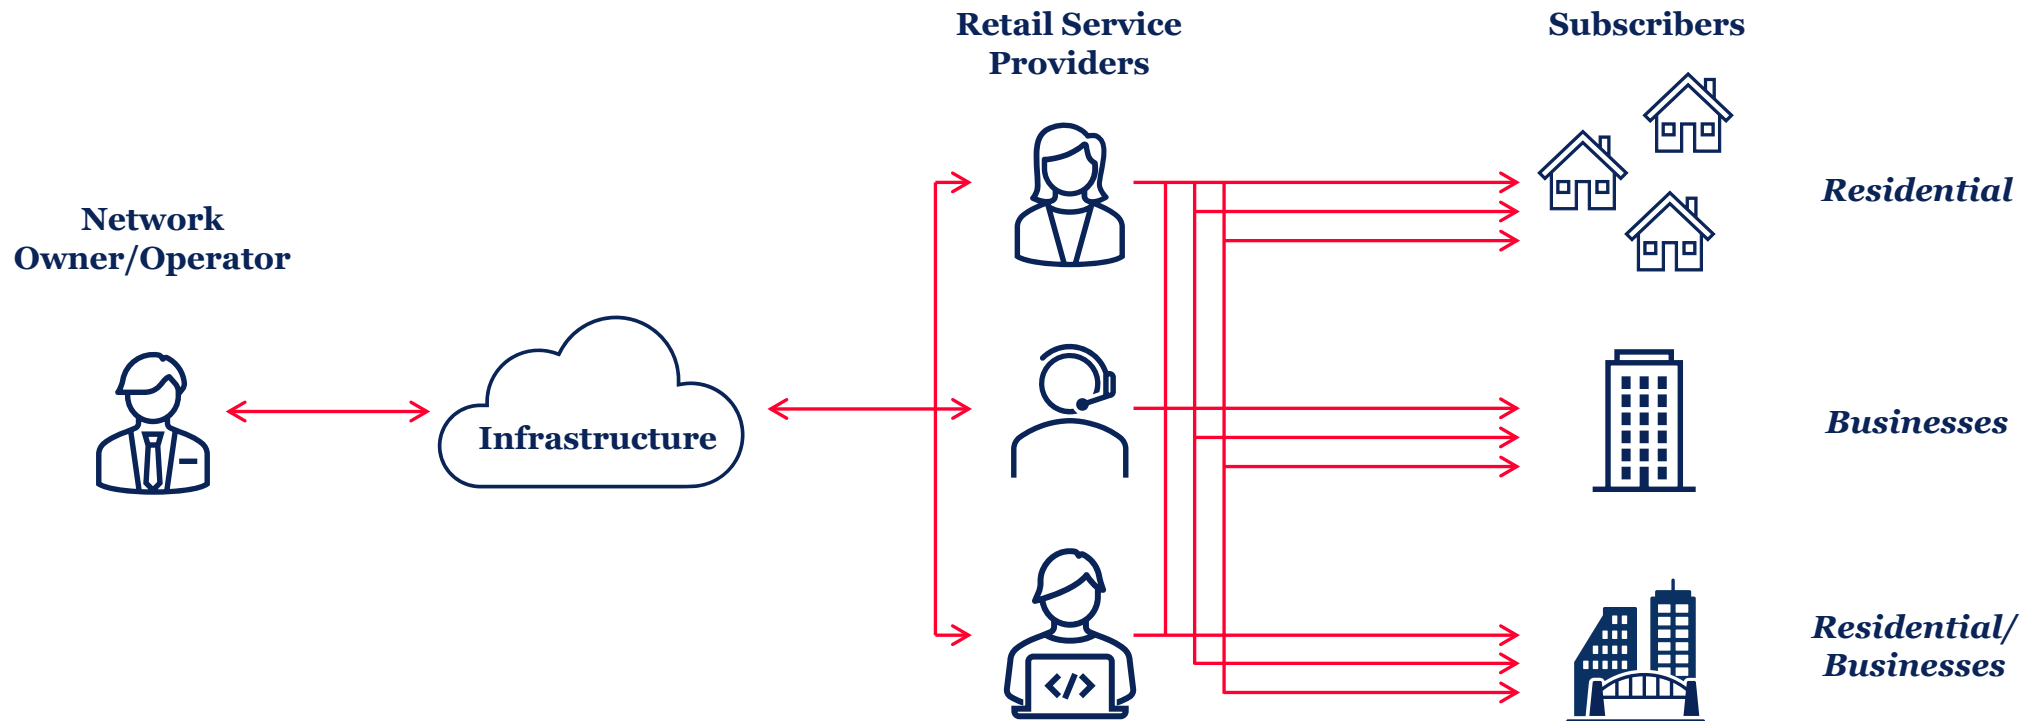 Retail Service
Providers
Subscribers
Network
Owner/Operator
Infrastructure
Residential
Businesses
</>
Residential/
Businesses